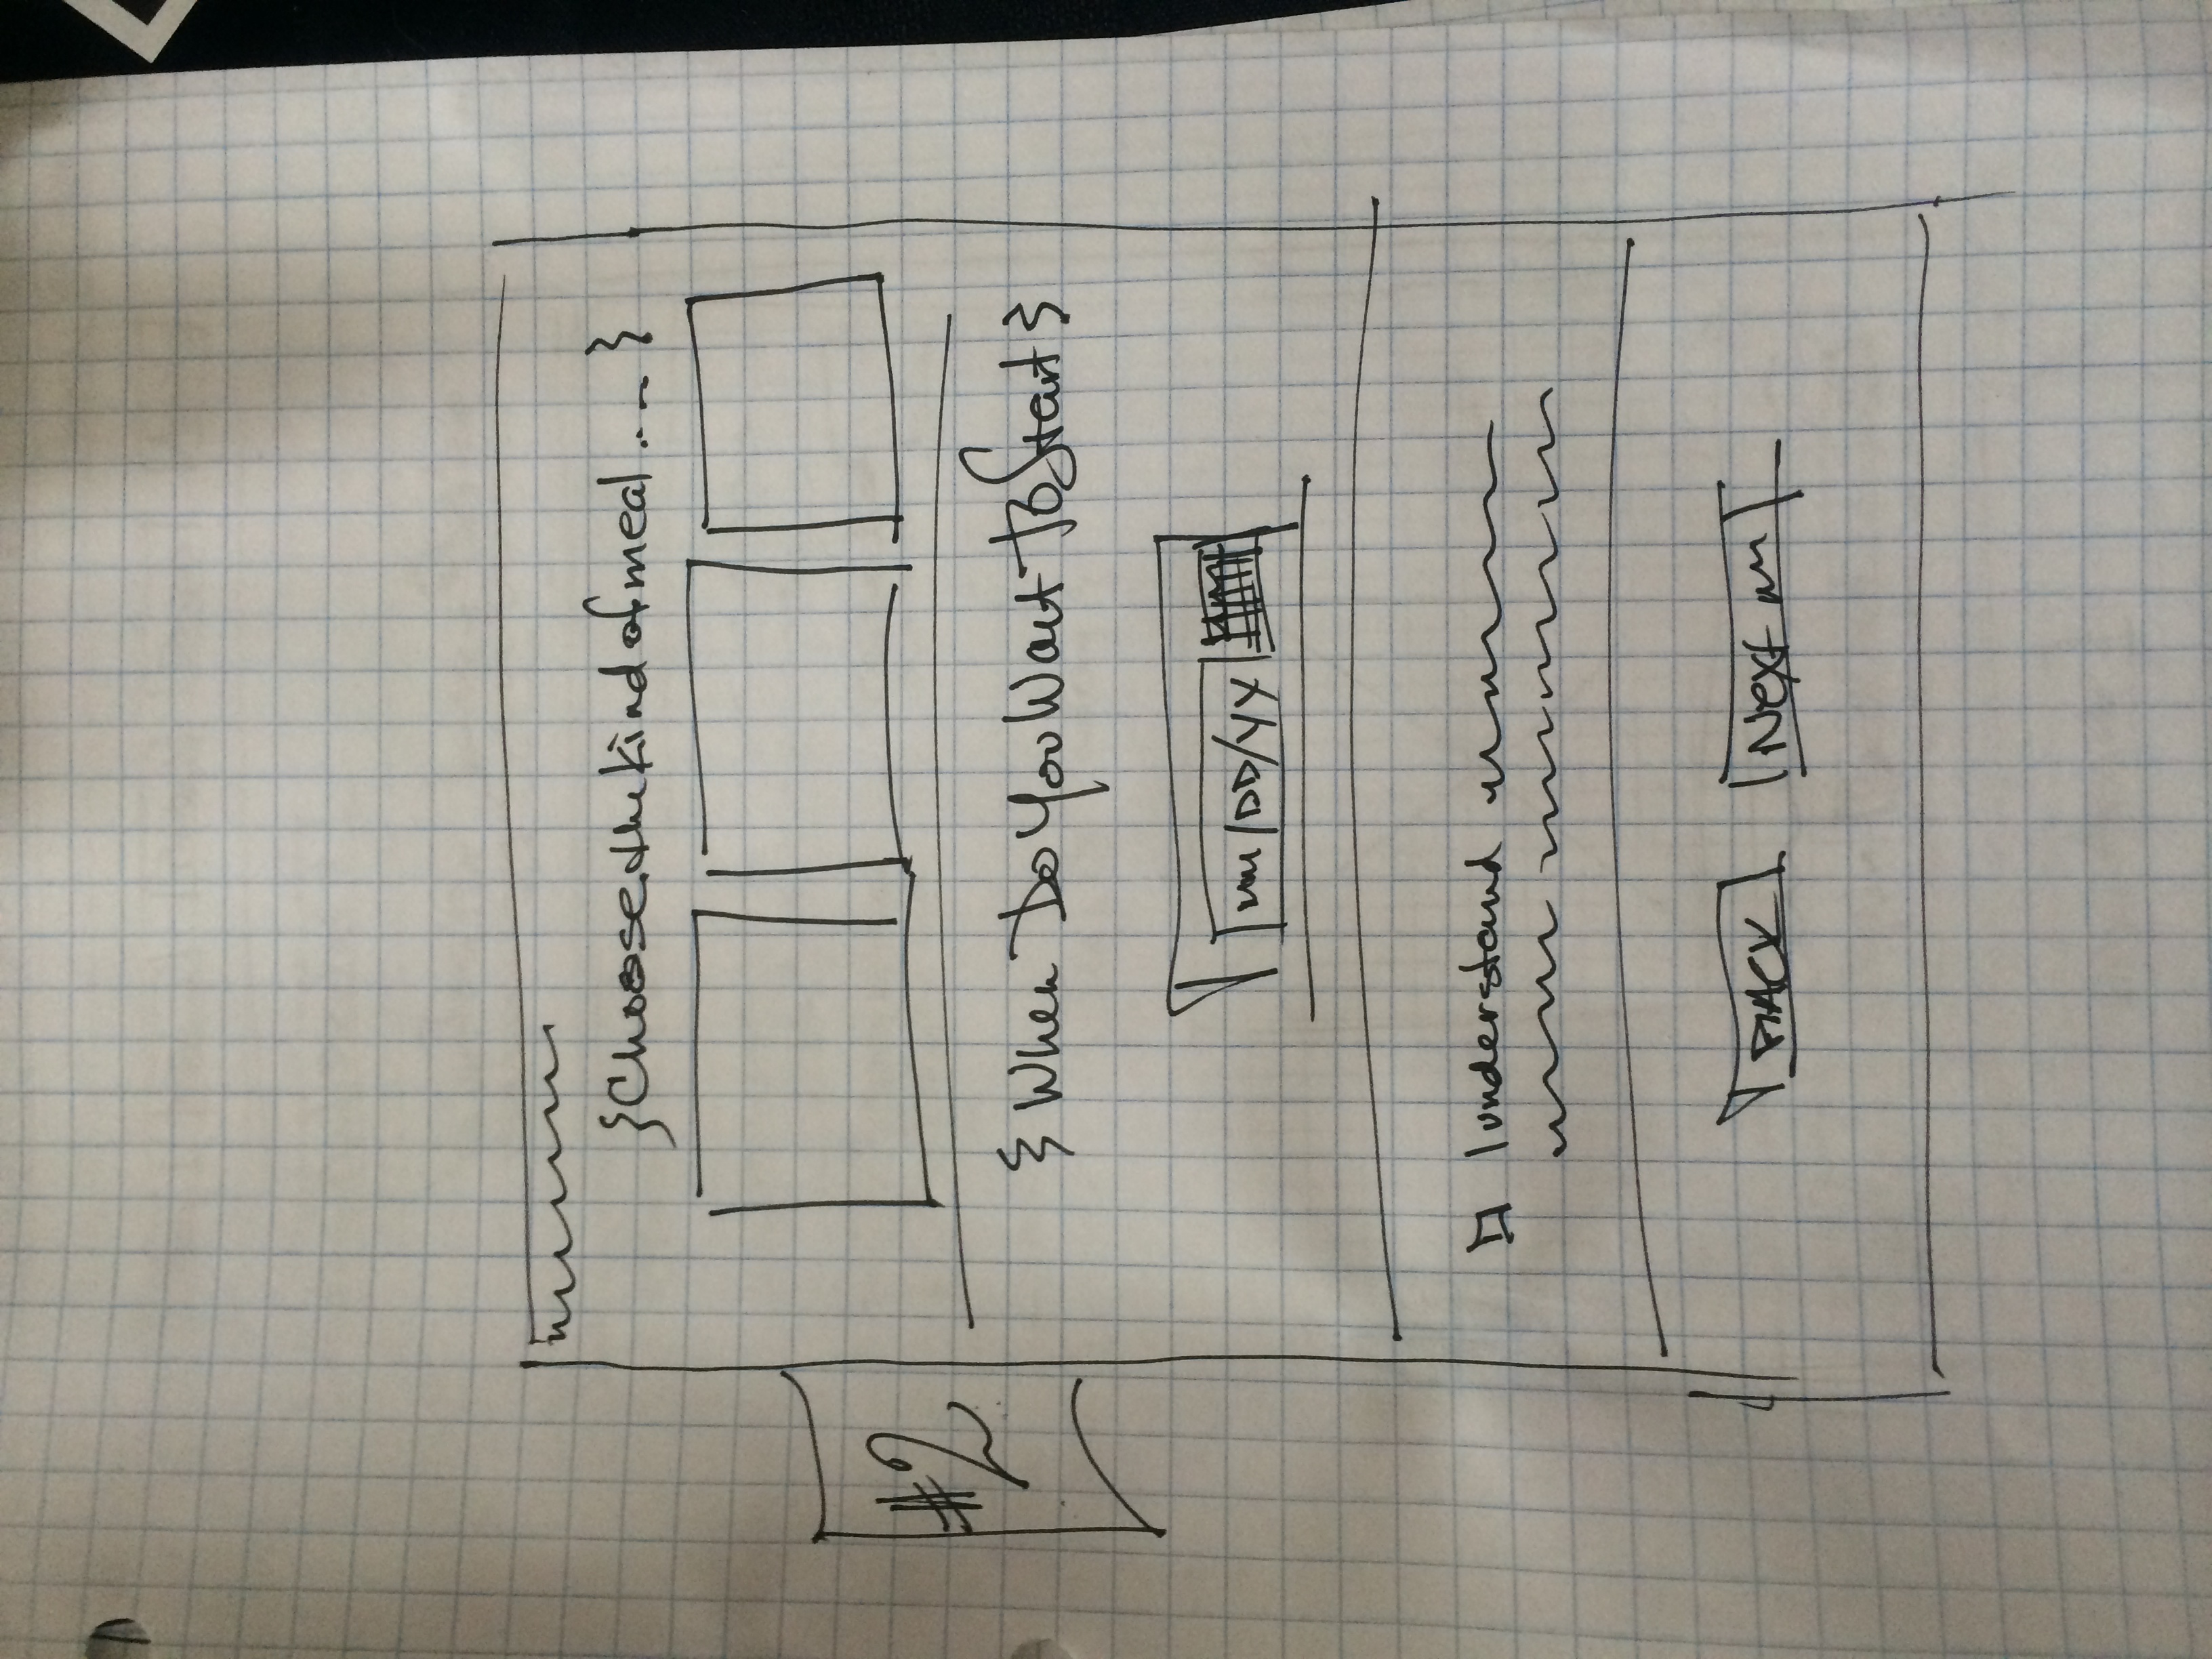 {Choose the kind of meal....}
{When Do You Want To Start}
mm/DD/YY
I understand
BACK
Next
#2